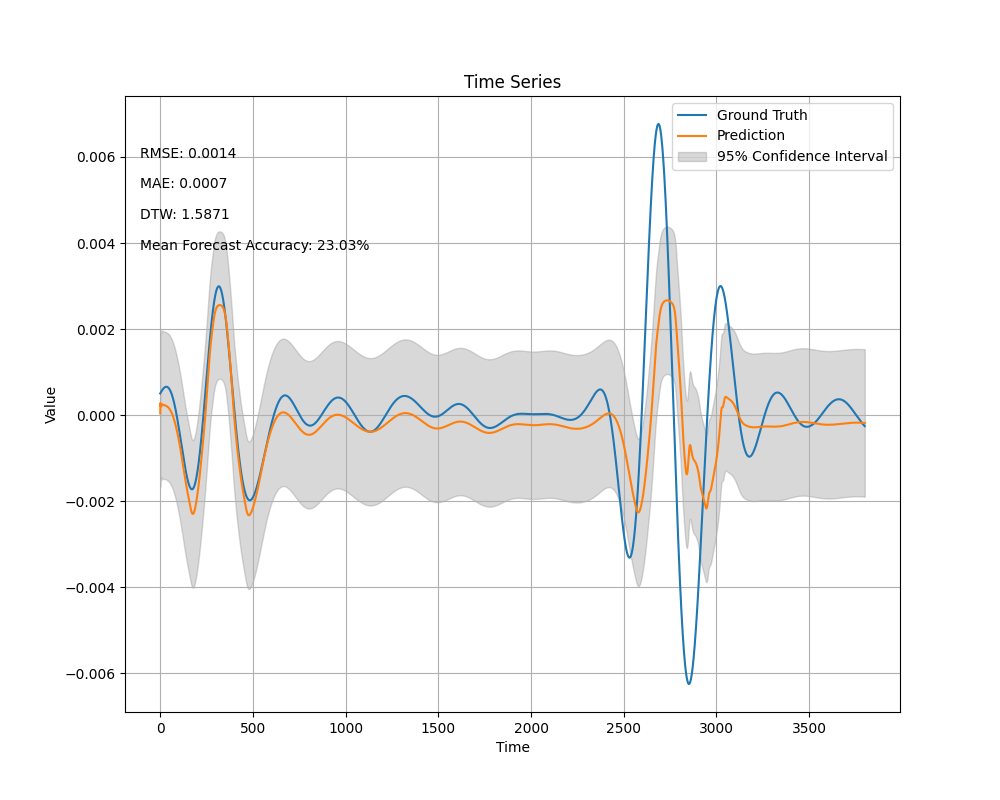 Time Series
Ground Truth
Prediction
95% Confidence Interval
RMSE: 0.0014
MAE: 0.0007
DTW: 1.5871
Mean Forecast Accuracy: 23.03%
0.006
0.004
0.002
0.000
−0.002
−0.004
−0.006
Value
0 500 1000 1500 2000 2500 3000 3500
Time